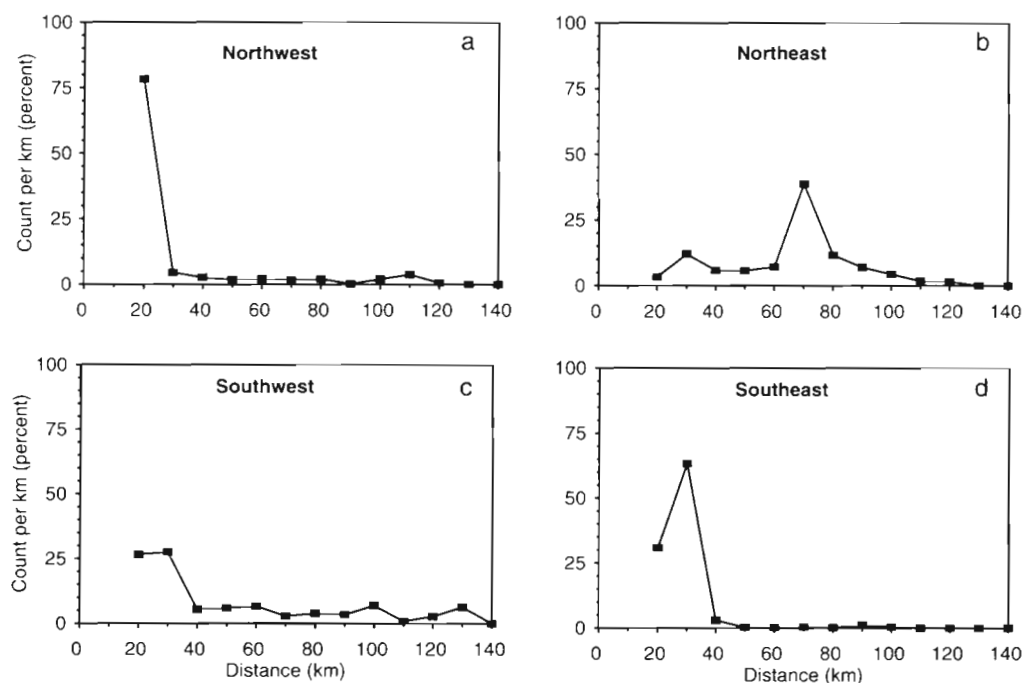 100 a 100 b
Northwest Northeast
75 75
Count per km (percent)
50 50
25 25
0 0
0 20 40 60 80 100 120 140 0 20 40 60 80 100 120 140
100 c 100 d
Southwest Southeast
75 75
Count per km (percent)
50 50
25 25
0 0
0 20 40 60 80 100 120 140 0 20 40 60 80 100 120 140
Distance (km) Distance (km)